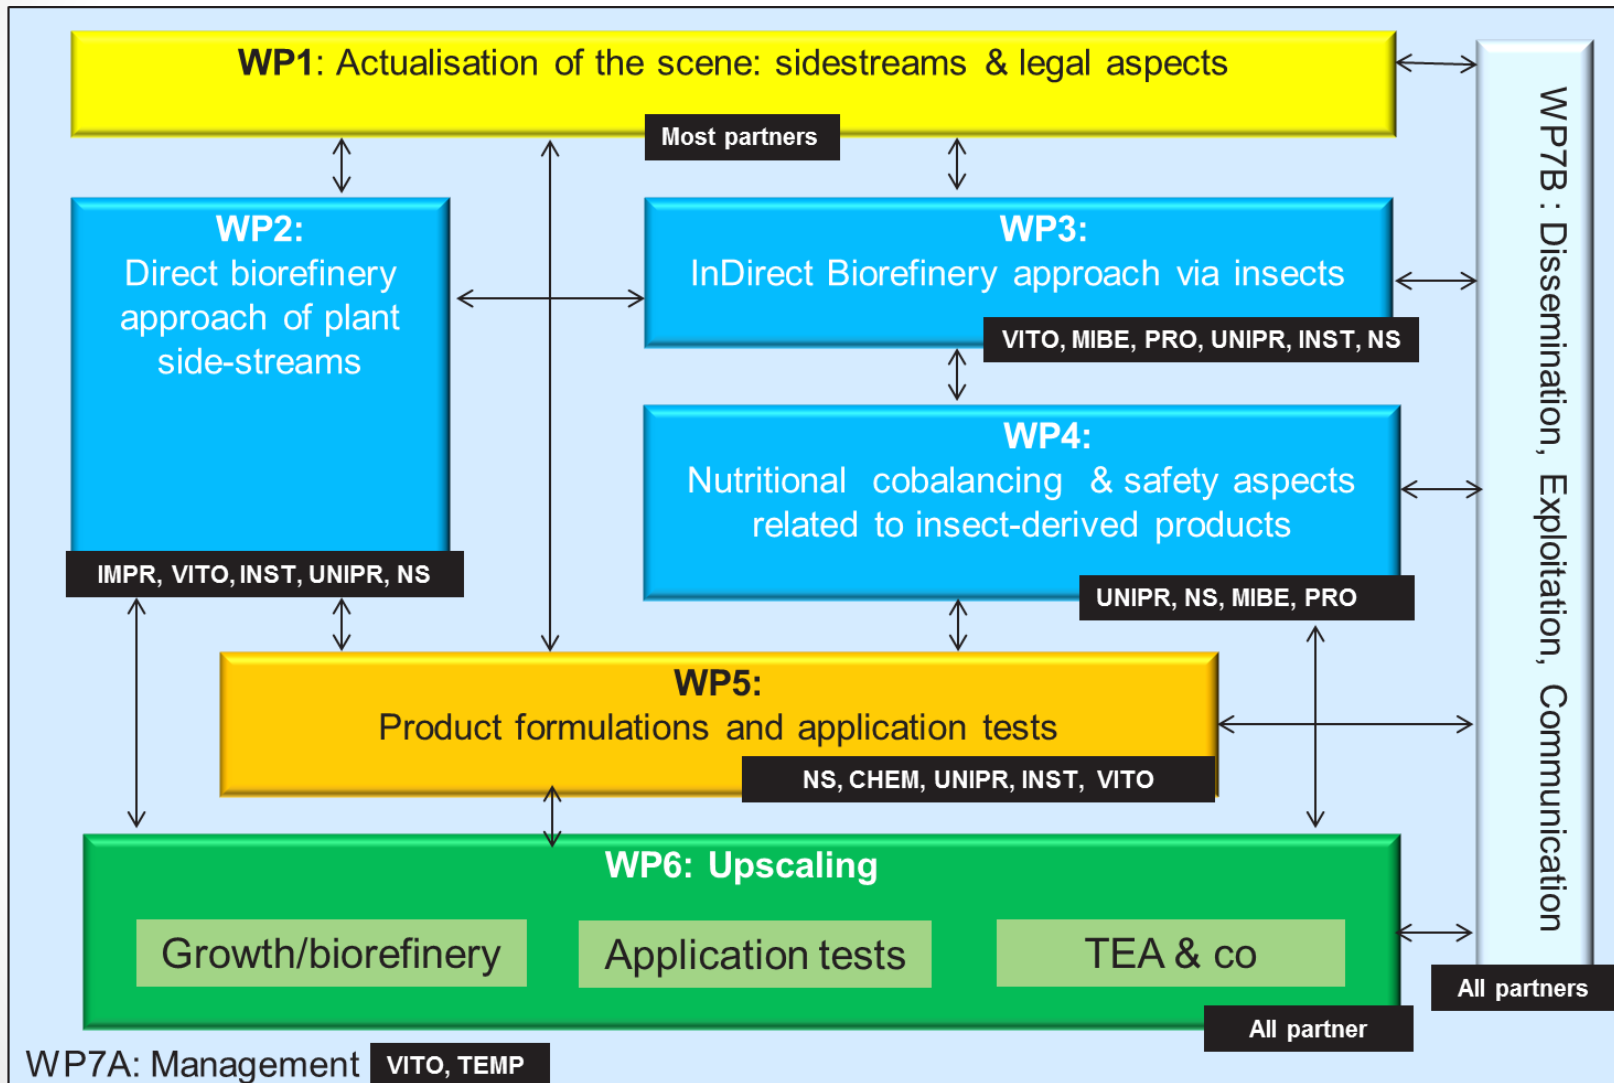 WP1: Actualisation of the scene: sidestreams & legal aspects
Most partners
WP2:
Direct biorefinery
approach of plant
side-streams
IMPR, VITO, INST, UNIPR, NS
WP3:
InDirect Biorefinery approach via insects
VITO, MIBE, PRO, UNIPR, INST, NS
WP4:
Nutritional cobalancing & safety aspects
related to insect-derived products
UNIPR, NS, MIBE, PRO
WP5:
Product formulations and application tests
NS, CHEM, UNIPR, INST, VITO
WP6: Upscaling
Growth/biorefinery
Application tests
TEA & co
All partner
WP7B : Dissemination, Exploitation, Communication
All partners
WP7A: Management
VITO, TEMP